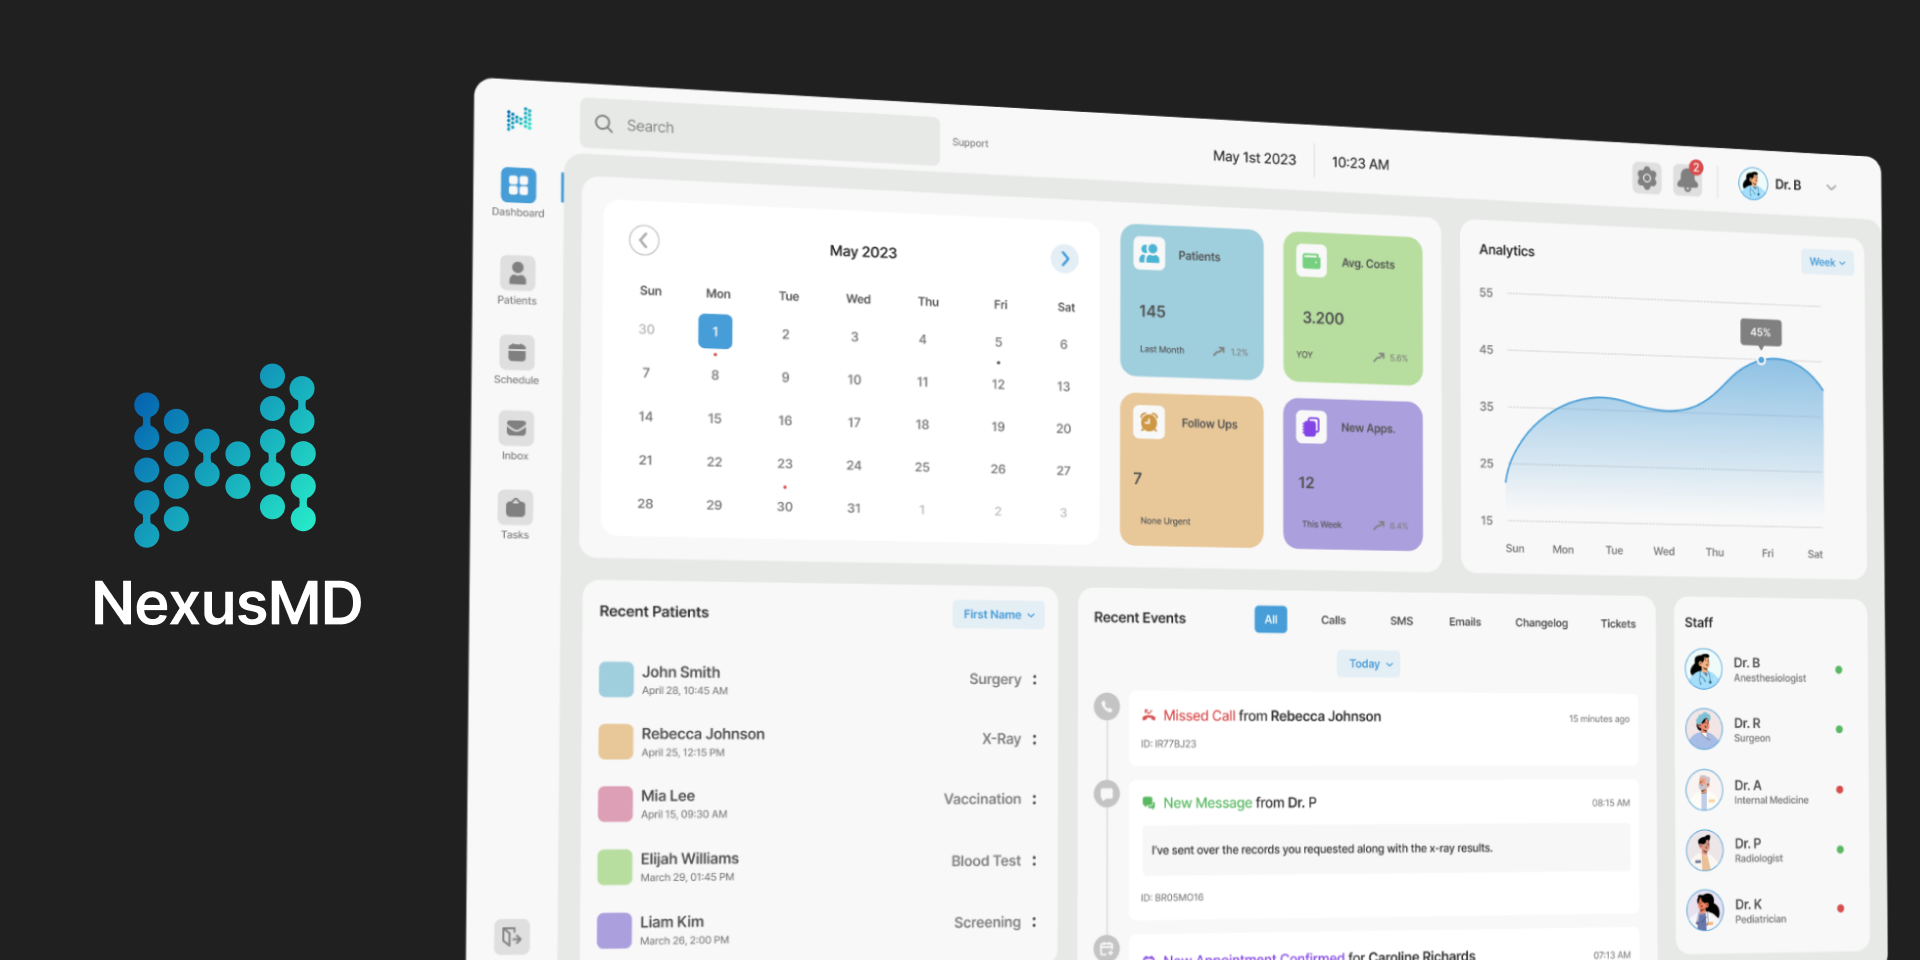 NexusMD
Search
Support
May 1st 2023
10:23 AM
2
Dr. B
Dashboard
Patients
Schedule
Inbox
Tasks
May 2023
Sun Mon Tue Wed Thu Fri Sat
30 1 2 3 4 5 6
7 8 9 10 11 12 13
14 15 16 17 18 19 20
21 22 23 24 25 26 27
28 29 30 31 1 2 3
Patients
145
Last Month 1.2%
Avg. Costs
3.200
YOY 5.6%
Follow Ups
7
None Urgent
New Apps.
12
This Week 8.4%
Analytics
Week
55
45
35
25
15
45%
Sun Mon Tue Wed Thu Fri Sat
Recent Patients
First Name
John Smith
April 28, 10:45 AM
Surgery
Rebecca Johnson
April 25, 12:15 PM
X-Ray
Mia Lee
April 15, 09:30 AM
Vaccination
Elijah Williams
March 29, 01:45 PM
Blood Test
Liam Kim
March 26, 2:00 PM
Screening
Recent Events
All Calls SMS Emails Changelog Tickets
Today
Missed Call from Rebecca Johnson
15 minutes ago
ID: IR77BJ23
New Message from Dr. P
08:15 AM
I've sent over the records you requested along with the x-ray results.
ID: BR05MO16
New Appointment Confirmed for Caroline Richards
07:13 AM
Staff
Dr. B
Anesthesiologist
Dr. R
Surgeon
Dr. A
Internal Medicine
Dr. P
Radiologist
Dr. K
Pediatrician